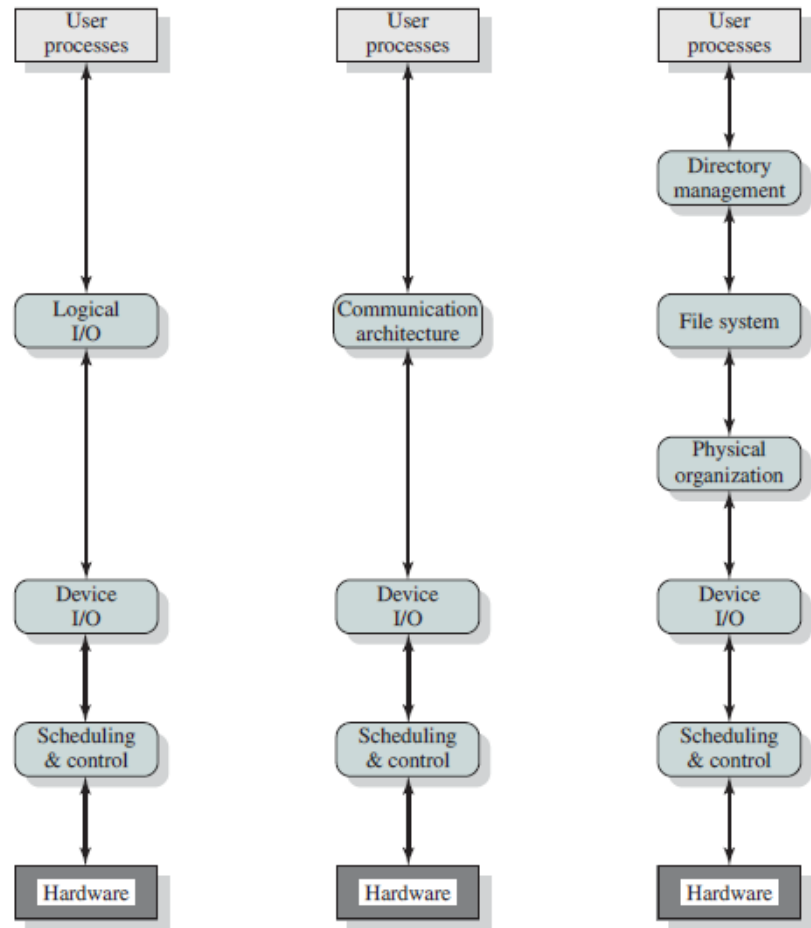 User
processes
Logical
I/O
Device
I/O
Scheduling
& control
Hardware
User
processes
Communication
architecture
Device
I/O
Scheduling
& control
Hardware
User
processes
Directory
management
File system
Physical
organization
Device
I/O
Scheduling
& control
Hardware